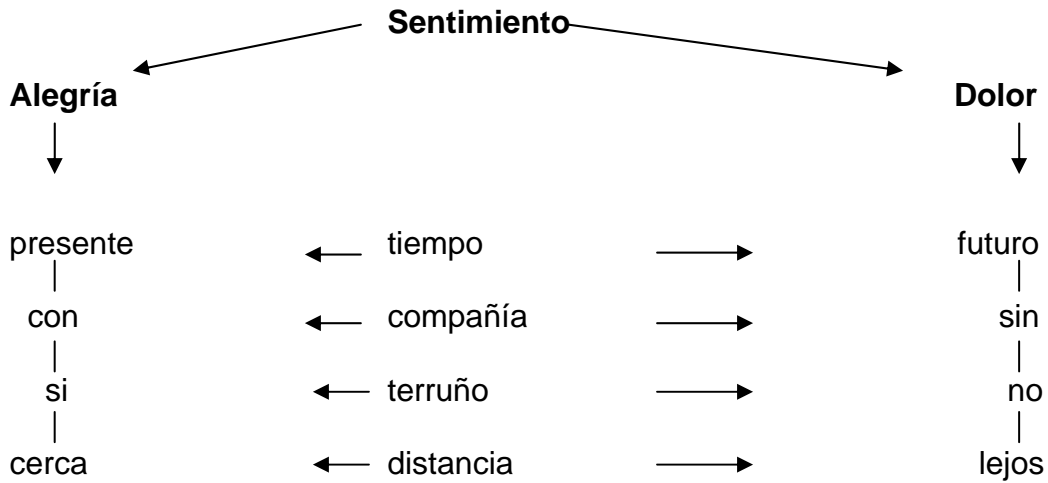 Sentimiento
Alegría Dolor
presente tiempo futuro
con compañía sin
si terruño no
cerca distancia lejos